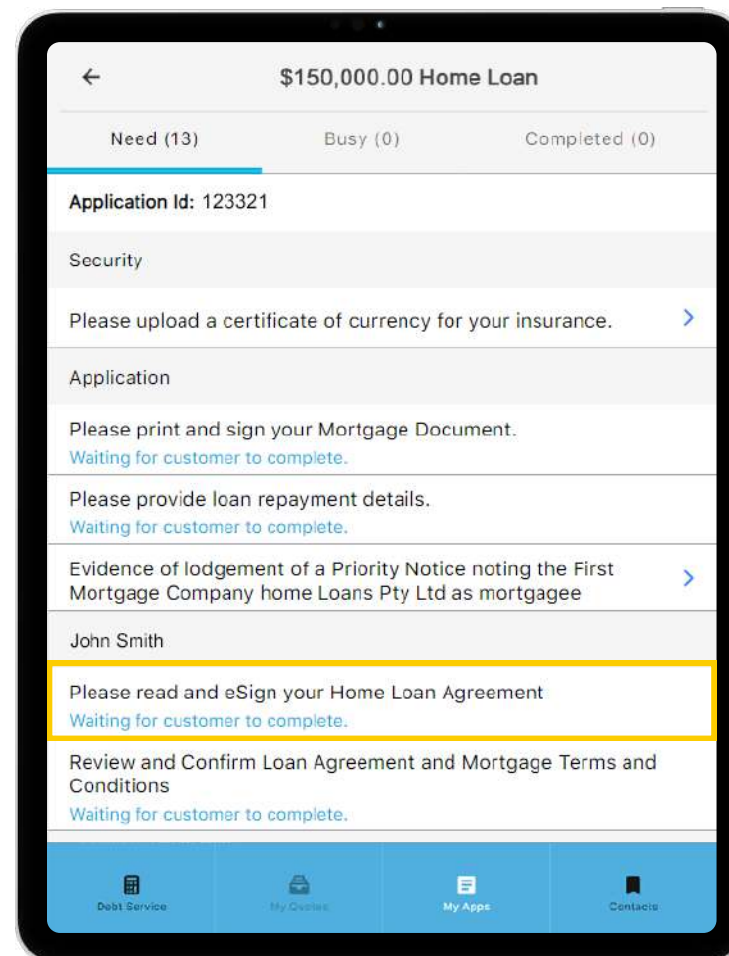 $150,000.00 Home Loan
Need (13) Busy (0) Completed (0)
Application Id: 123321
Security
Please upload a certificate of currency for your insurance.
Application
Please print and sign your Mortgage Document.
Waiting for customer to complete.
Please provide loan repayment details.
Waiting for customer to complete.
Evidence of lodgement of a Priority Notice noting the First
Mortgage Company home Loans Pty Ltd as mortgagee
John Smith
Please read and eSign your Home Loan Agreement
Waiting for customer to complete.
Review and Confirm Loan Agreement and Mortgage Terms and
Conditions
Waiting for customer to complete.
Debt Service My Quotes My Apps Contacts